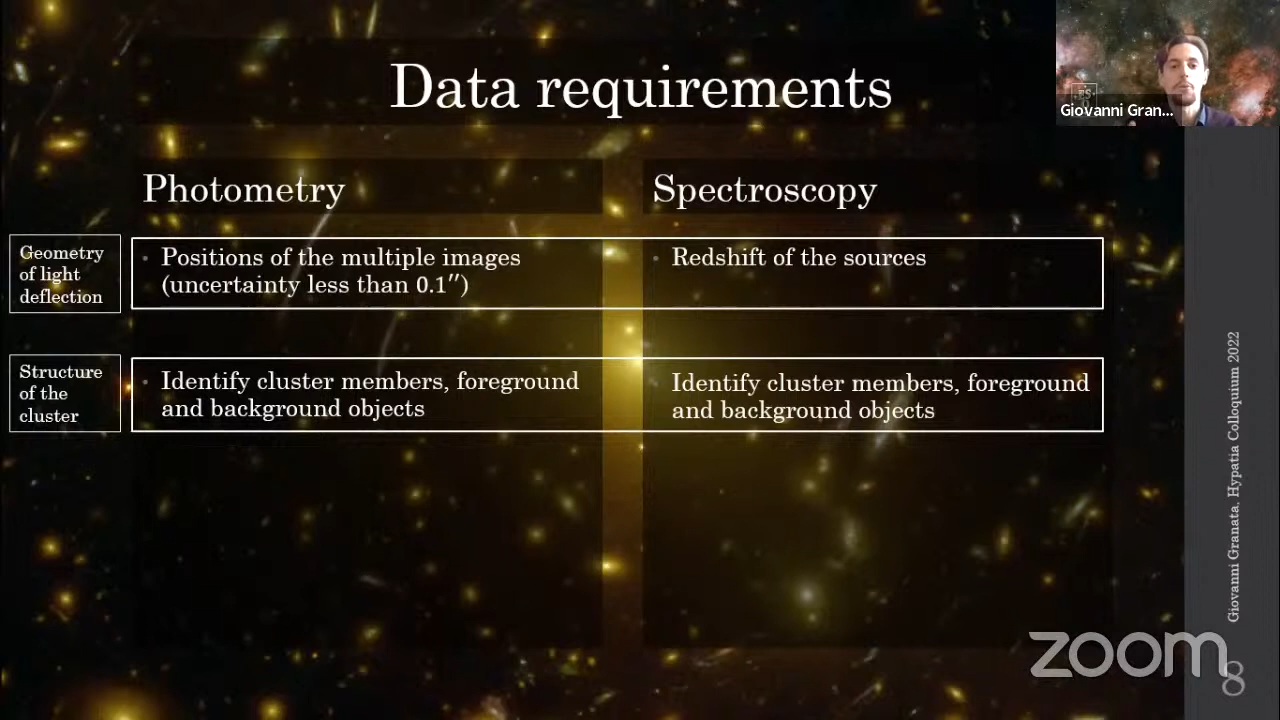 Data requirements
Giovanni Gran...
Photometry
Spectroscopy
Geometry
of light
deflection
• Positions of the multiple images
(uncertainty less than 0.1″)
• Redshift of the sources
Structure
of the
cluster
• Identify cluster members, foreground
and background objects
Identify cluster members, foreground
and background objects
Giovanni Granata, Hypatia Colloquium 2022
zoom
8